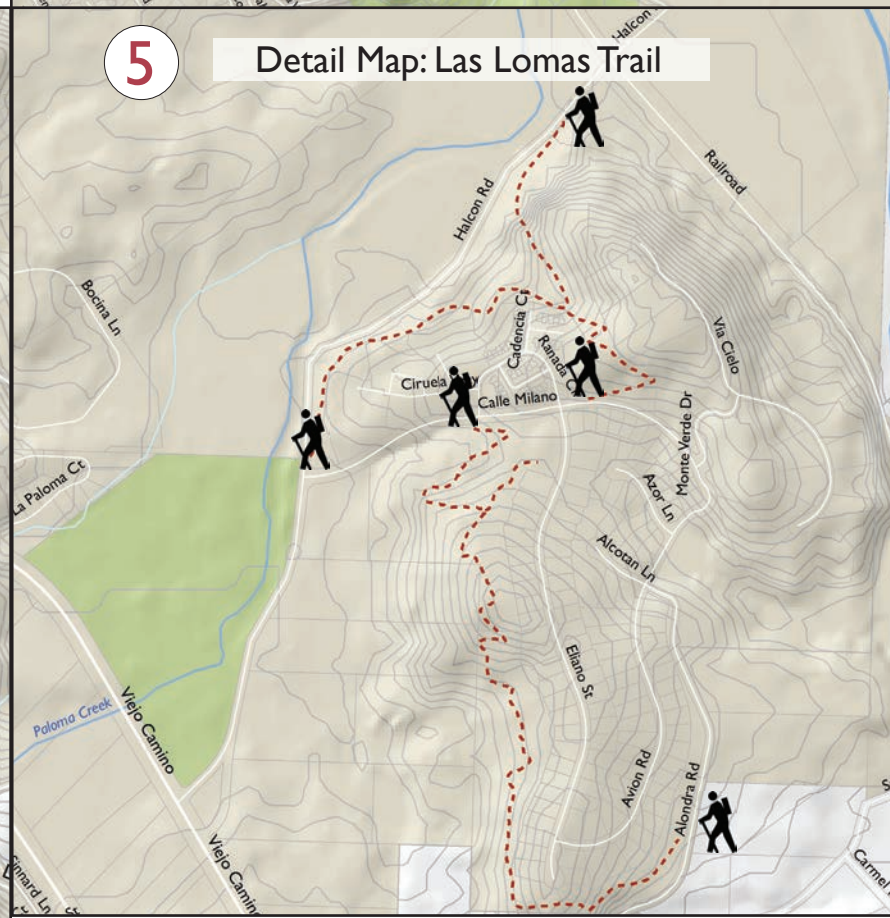 5
Detail Map: Las Lomas Trail
Halcon
Railroad
Halcon Rd
Bocina Ln
Via Cielo
Cadencia Ct
Ranada C
Ciruela
Calle Milano
Monte Verde Dr
La Paloma Ct
Azor Ln
Alcotan Ln
Eliano St
Paloma Creek
Viejo Camino
Avion Rd
Alondra Rd
Viejo Camino
Carmel